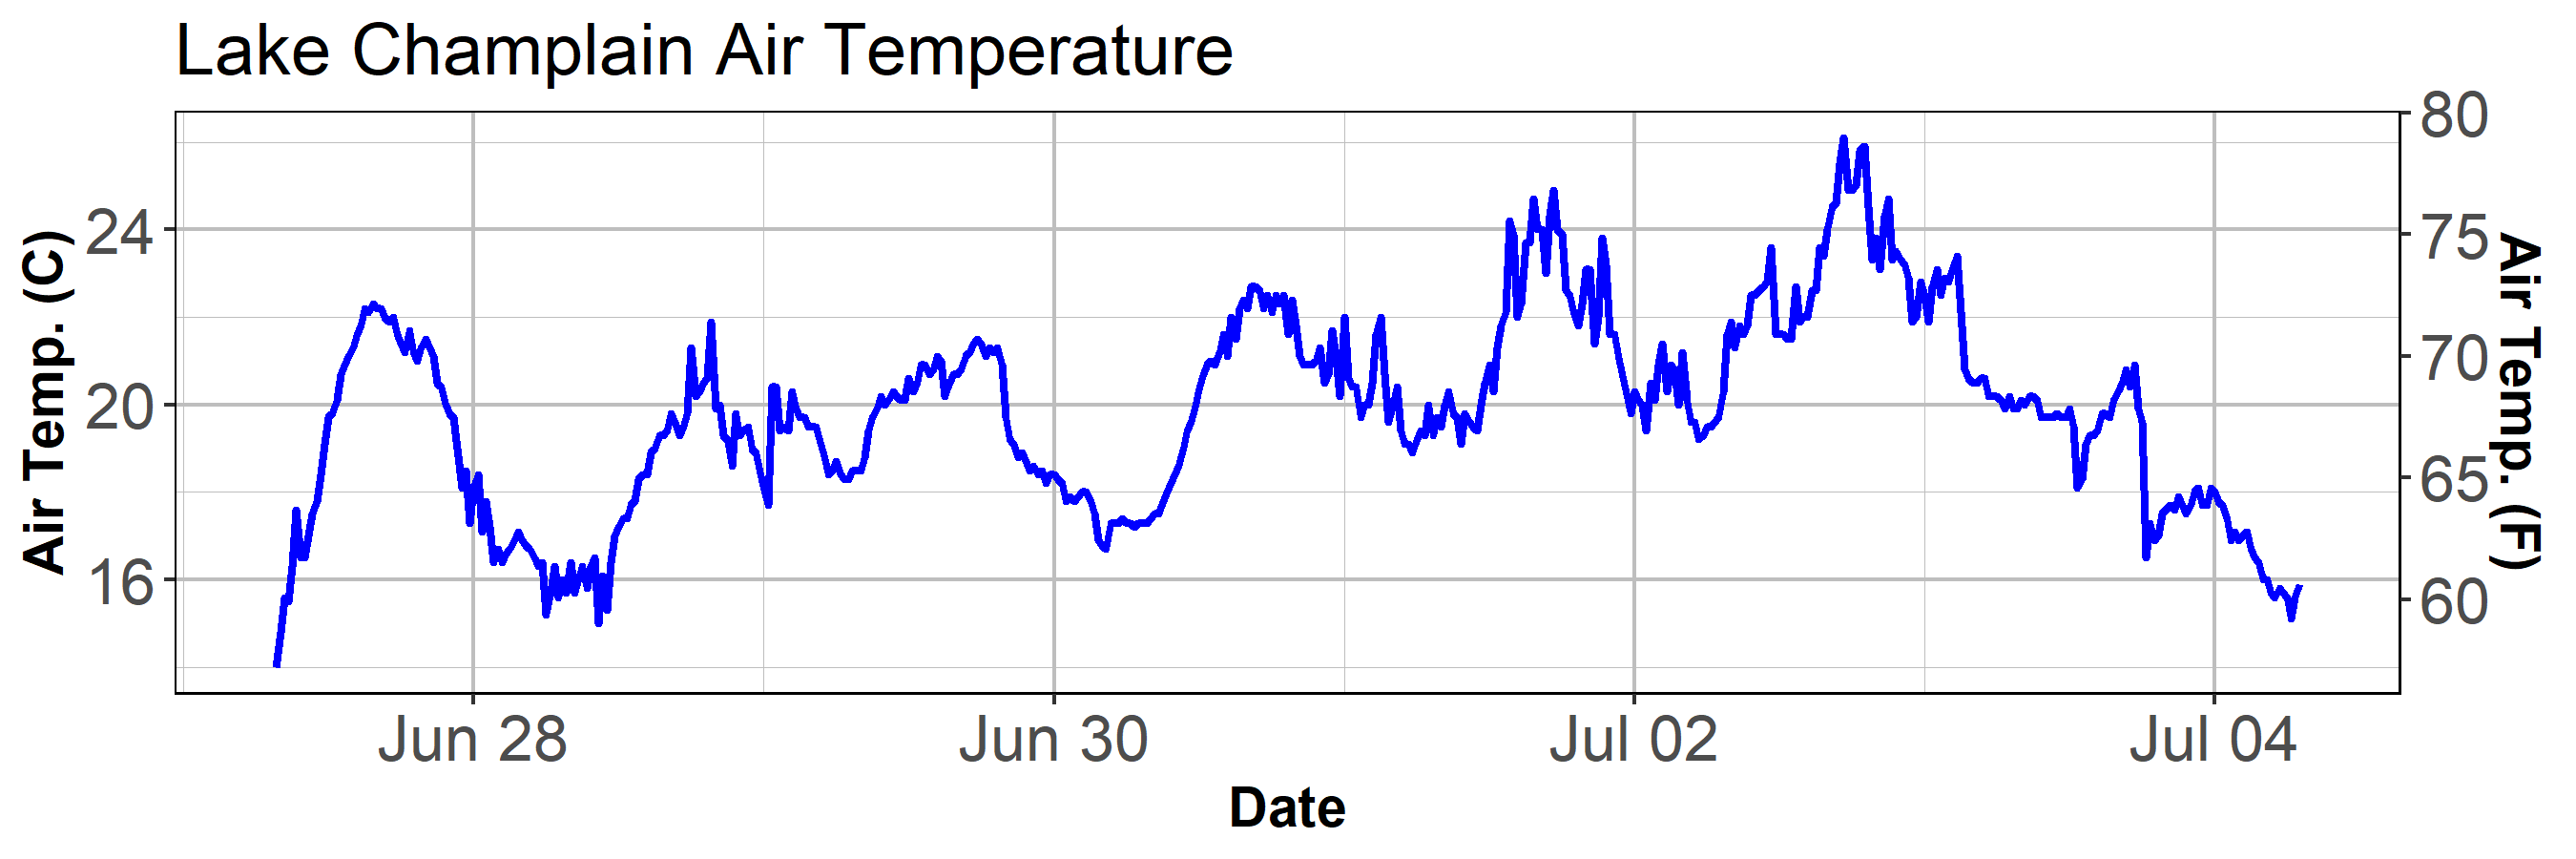 Lake Champlain Air Temperature
Air Temp. (C)
24
20
16
80
75
70
65
60
Air Temp. (F)
Jun 28
Jun 30
Jul 02
Jul 04
Date